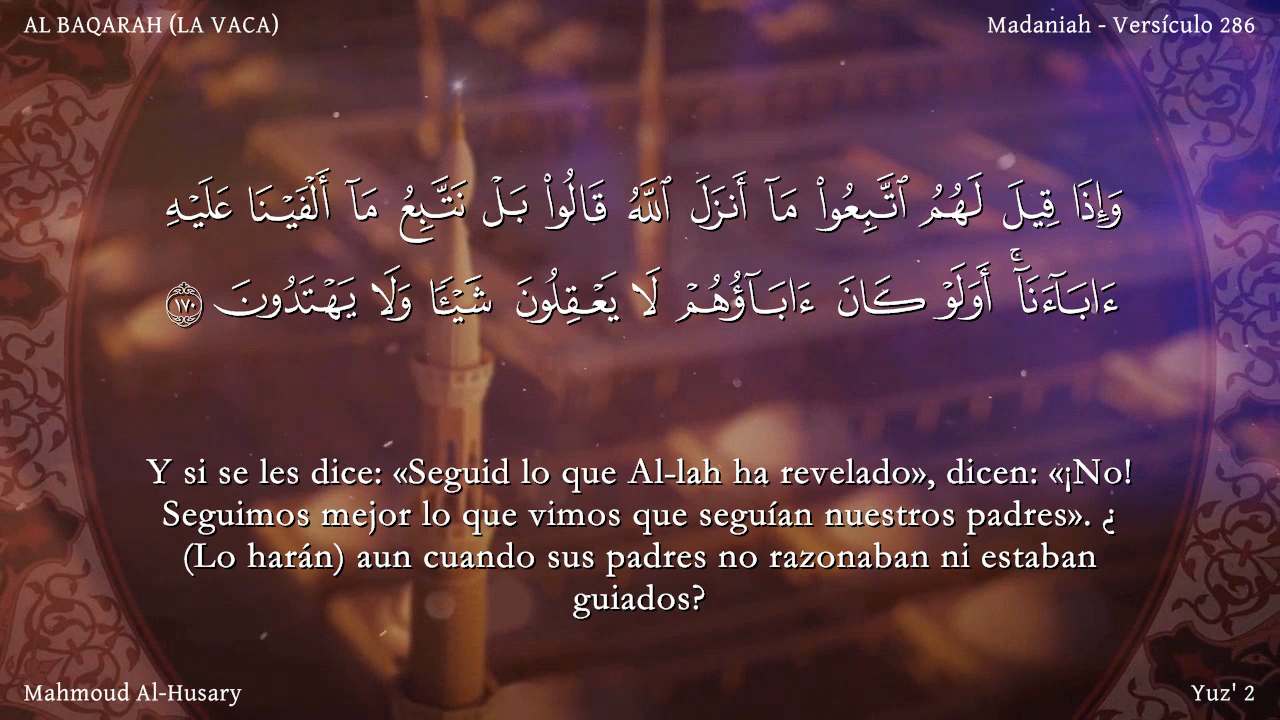 AL BAQARAH (LA VACA)
Madaniah - Versículo 286
وَإِذَا قِيلَ لَهُمُ ٱتَّبِعُوا۟ مَآ أَنزَلَ ٱللَّهُ قَالُوا۟ بَلْ نَتَّبِعُ مَآ أَلْفَيْنَا عَلَيْهِ
ءَابَآءَنَآ ۚ أَوَلَوْ كَانَ ءَابَآؤُهُمْ لَا يَعْقِلُونَ شَيْـًٔا وَلَا يَهْتَدُونَ ١٧٠
Y si se les dice: «Seguid lo que Al-lah ha revelado», dicen: «¡No!
Seguimos mejor lo que vimos que seguían nuestros padres». ¿
(Lo harán) aun cuando sus padres no razonaban ni estaban
guiados?
Mahmoud Al-Husary
Yuz' 2